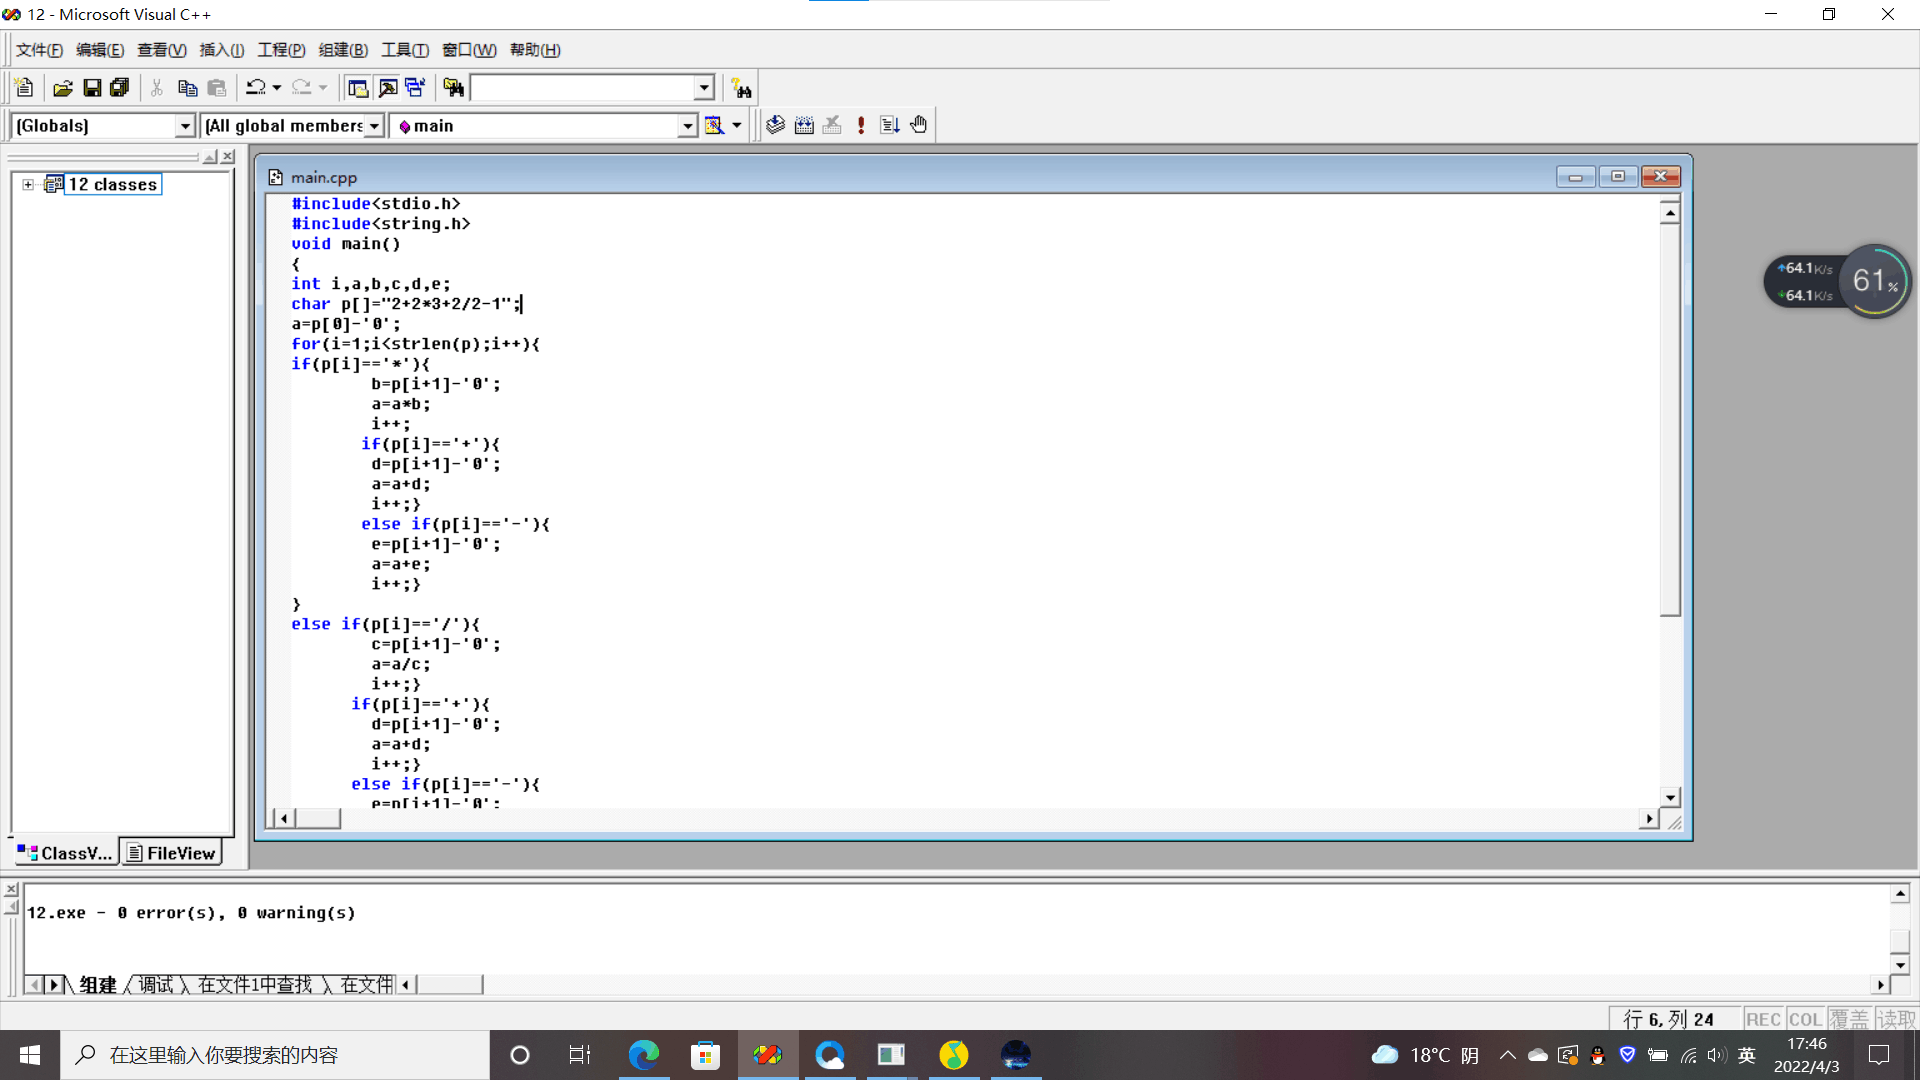 12 - Microsoft Visual C++
文件(F) 编辑(E) 查看(V) 插入(I) 工程(P) 组建(B) 工具(T) 窗口(W) 帮助(H)
(Globals) (All global members main
12 classes
main.cpp
#include<stdio.h>
#include<string.h>
void main()
{
int i,a,b,c,d,e;
char p[]="2+2*3+2/2-1";
a=p[0]-'0';
for(i=1;i<strlen(p);i++){
if(p[i]=='*'){
b=p[i+1]-'0';
a=a*b;
i++;
if(p[i]=='+'){
d=p[i+1]-'0';
a=a+d;
i++;}
else if(p[i]=='-'){
e=p[i+1]-'0';
a=a+e;
i++;}
}
else if(p[i]=='/'){
c=p[i+1]-'0';
a=a/c;
i++;}
if(p[i]=='+'){
d=p[i+1]-'0';
a=a+d;
i++;}
else if(p[i]=='-'){
e=p[i+1]-'0';
↑64.1K/s
↓64.1K/s
61%
ClassV... FileView
12.exe - 0 error(s), 0 warning(s)
组建 调试 在文件1中查找 在文件
行 6, 列 24 REC COL 覆盖 读取
在这里输入你要搜索的内容
18°C 阴 英 17:46
2022/4/3